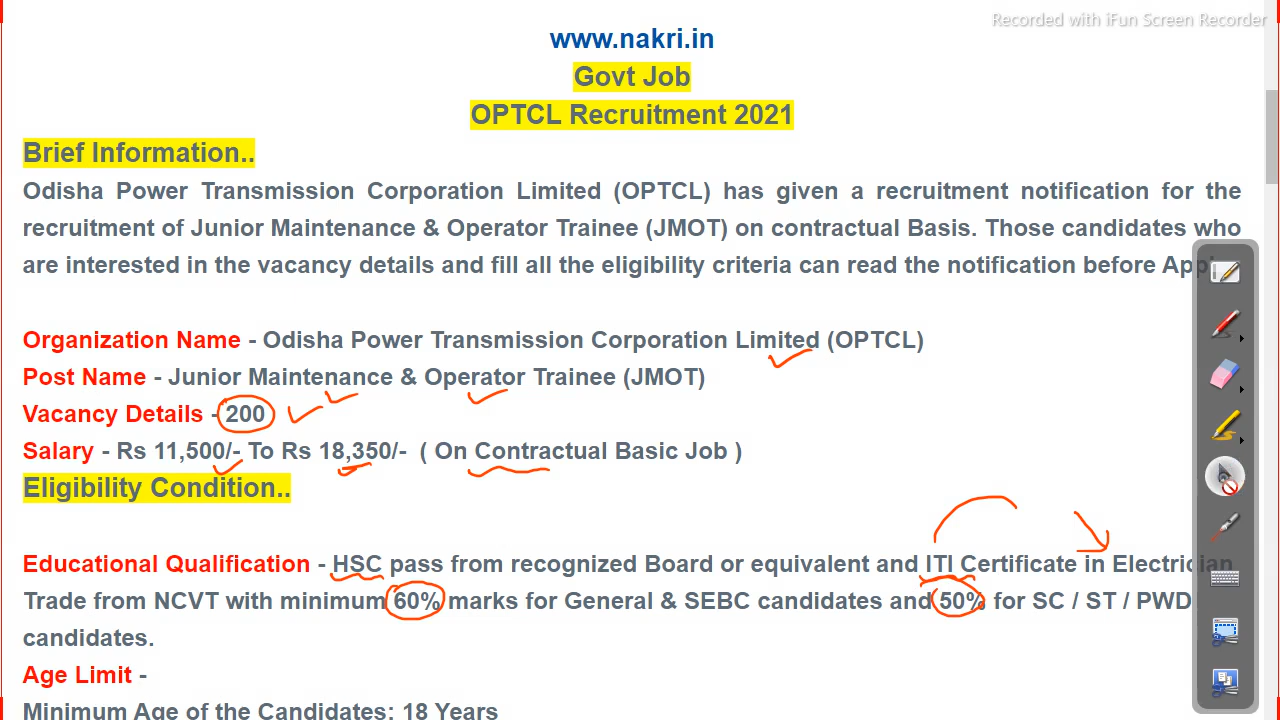 Recorded with iFun Screen Recorder
www.nakri.in
Govt Job
OPTCL Recruitment 2021
Brief Information..
Odisha Power Transmission Corporation Limited (OPTCL) has given a recruitment notification for the
recruitment of Junior Maintenance & Operator Trainee (JMOT) on contractual Basis. Those candidates who
are interested in the vacancy details and fill all the eligibility criteria can read the notification before
Organization Name - Odisha Power Transmission Corporation Limited (OPTCL)
Post Name - Junior Maintenance & Operator Trainee (JMOT)
Vacancy Details - 200
Salary - Rs 11,500/- To Rs 18,350/- ( On Contractual Basic Job )
Eligibility Condition..
Educational Qualification - HSC pass from recognized Board or equivalent and ITI Certificate in Electrician
Trade from NCVT with minimum 60% marks for General & SEBC candidates and 50% for SC / ST / PWD
candidates.
Age Limit -
Minimum Age of the Candidates: 18 Years